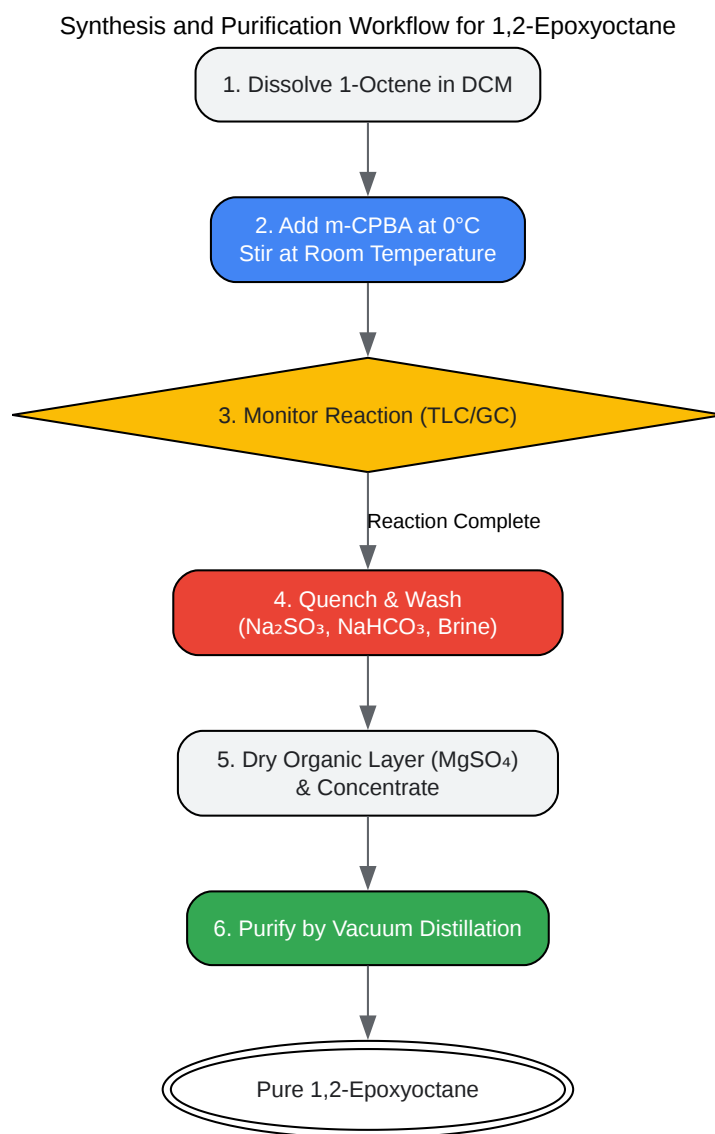 Synthesis and Purification Workflow for 1,2-Epoxyoctane
1. Dissolve 1-Octene in DCM
2. Add m-CPBA at 0°C
Stir at Room Temperature
3. Monitor Reaction (TLC/GC)
Reaction Complete
4. Quench & Wash
(Na₂SO₃, NaHCO₃, Brine)
5. Dry Organic Layer (MgSO₄)
& Concentrate
6. Purify by Vacuum Distillation
Pure 1,2-Epoxyoctane